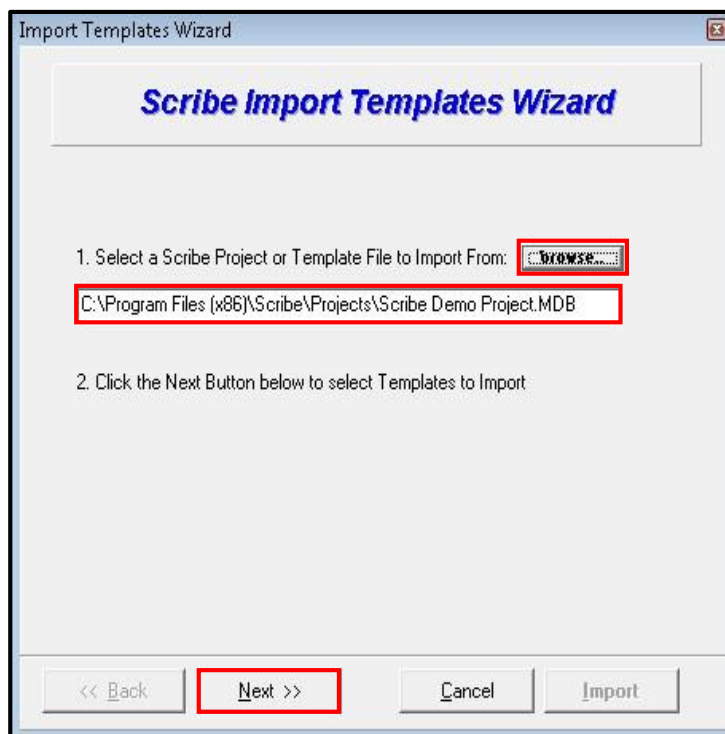 Import Templates Wizard
Scribe Import Templates Wizard
1. Select a Scribe Project or Template File to Import From: browse...
C:\Program Files (x86)\Scribe\Projects\Scribe Demo Project.MDB
2. Click the Next Button below to select Templates to Import
<< Back Next >> Cancel Import